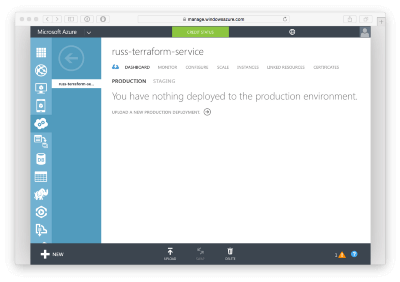 manage.windowsazure.com
Microsoft Azure
CREDIT STATUS
russ-terraform-se...
russ-terraform-service
DASHBOARD MONITOR CONFIGURE SCALE INSTANCES LINKED RESOURCES CERTIFICATES
PRODUCTION STAGING
You have nothing deployed to the production environment.
UPLOAD A NEW PRODUCTION DEPLOYMENT
NEW
UPLOAD
DELETE